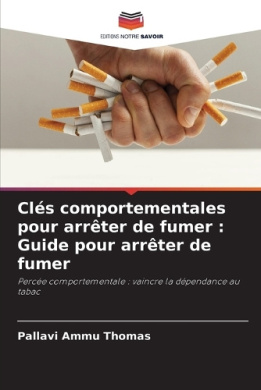 EDITIONS NOTRE SAVOIR
Clés comportementales
pour arrêter de fumer :
Guide pour arrêter de
fumer
Percée comportementale : vaincre la dépendance au
tabac
Pallavi Ammu Thomas